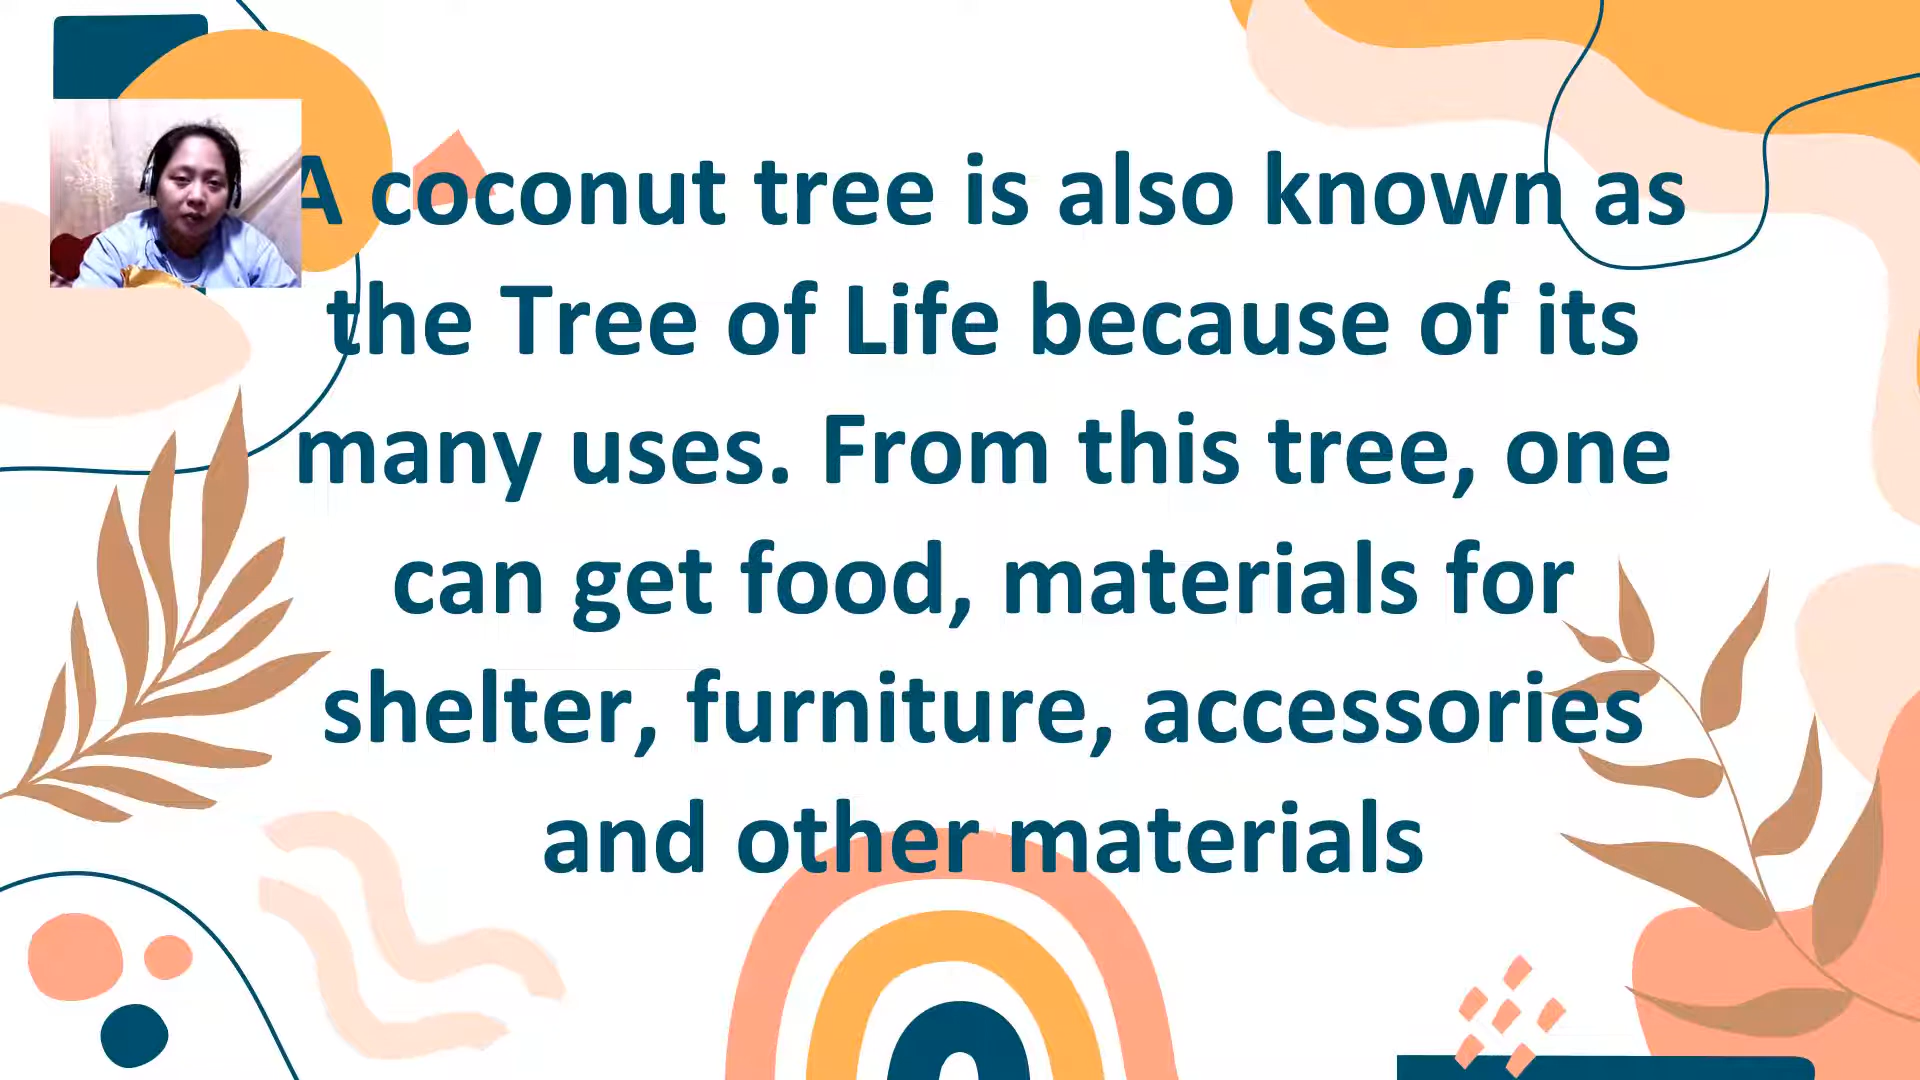 A coconut tree is also known as
the Tree of Life because of its
many uses. From this tree, one
can get food, materials for
shelter, furniture, accessories
and other materials